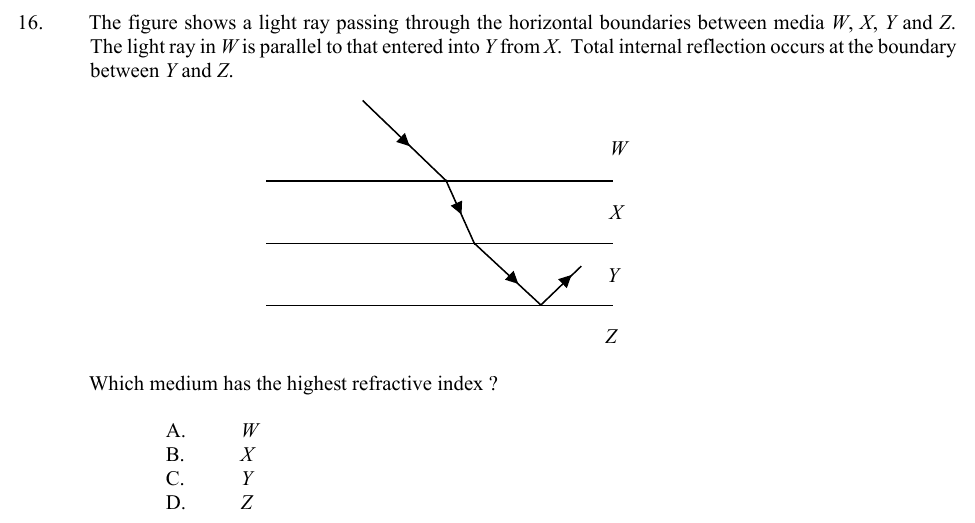 16. The figure shows a light ray passing through the horizontal boundaries between media W, X, Y and Z.
The light ray in W is parallel to that entered into Y from X. Total internal reflection occurs at the boundary
between Y and Z.
W
X
Y
Z
Which medium has the highest refractive index ?
A. W
B. X
C. Y
D. Z